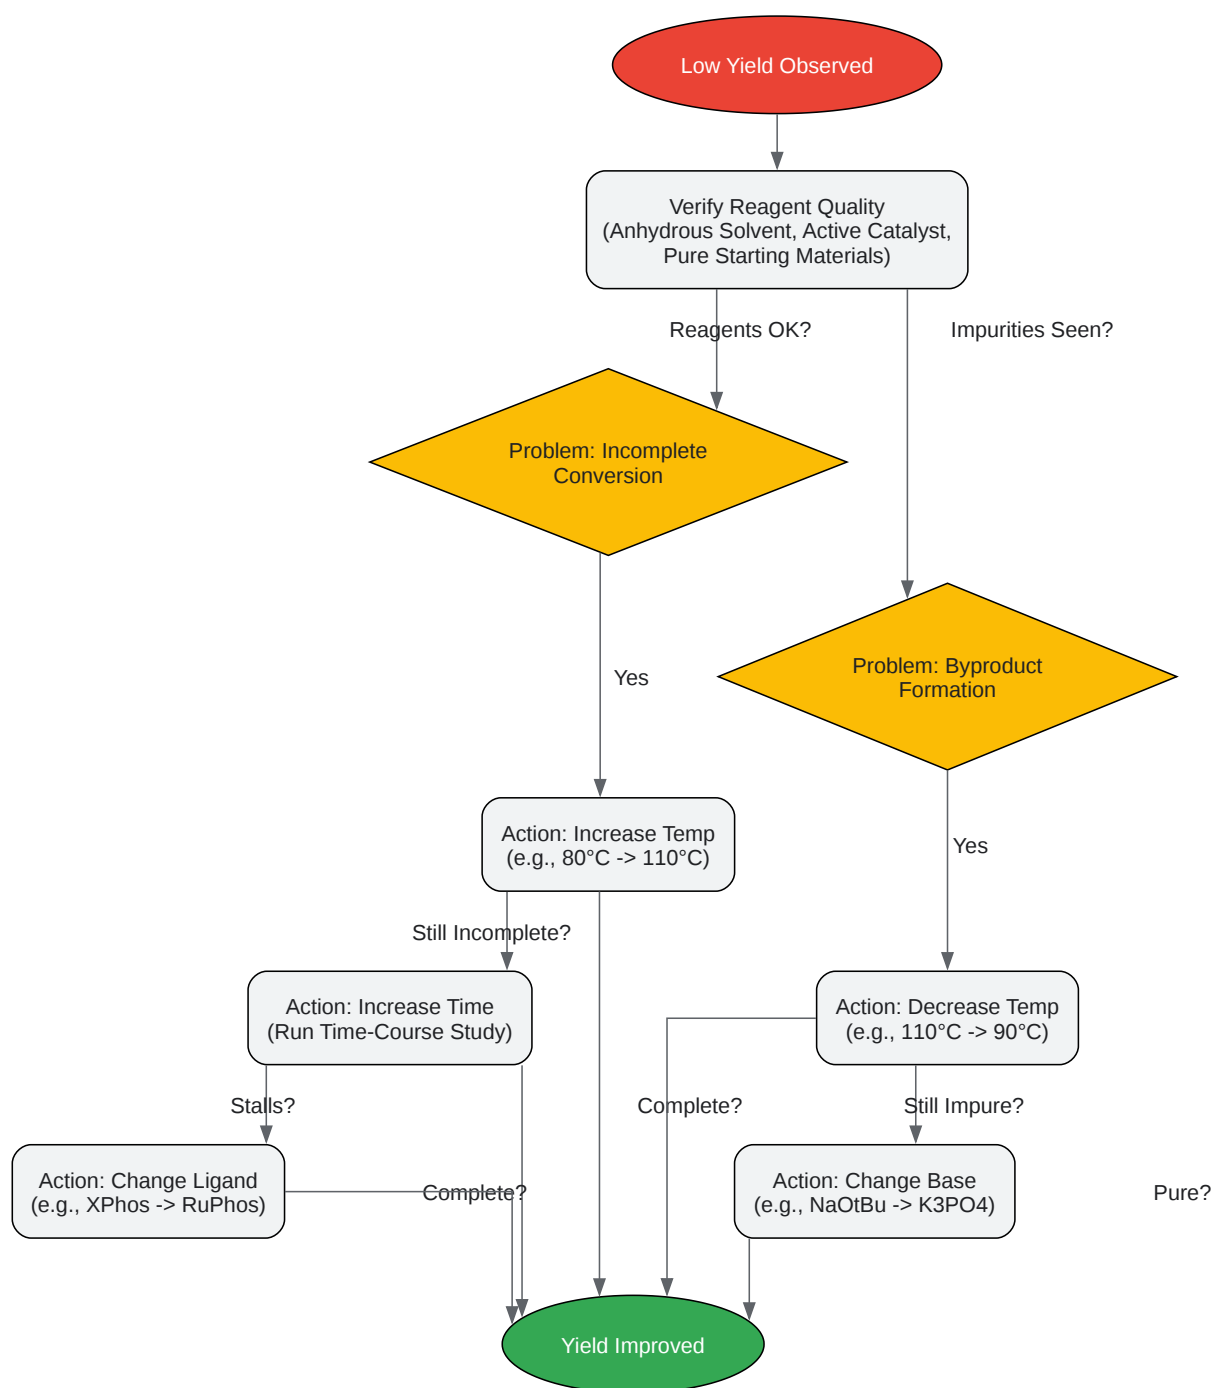 Low Yield Observed
Verify Reagent Quality
(Anhydrous Solvent, Active Catalyst,
Pure Starting Materials)
Reagents OK?
Impurities Seen?
Problem: Incomplete
Conversion
Problem: Byproduct
Formation
Yes
Action: Increase Temp
(e.g., 80°C -> 110°C)
Yes
Still Incomplete?
Action: Increase Time
(Run Time-Course Study)
Action: Decrease Temp
(e.g., 110°C -> 90°C)
Stalls?
Complete?
Still Impure?
Action: Change Ligand
(e.g., XPhos -> RuPhos)
Complete?
Action: Change Base
(e.g., NaOtBu -> K3PO4)
Pure?
Yield Improved